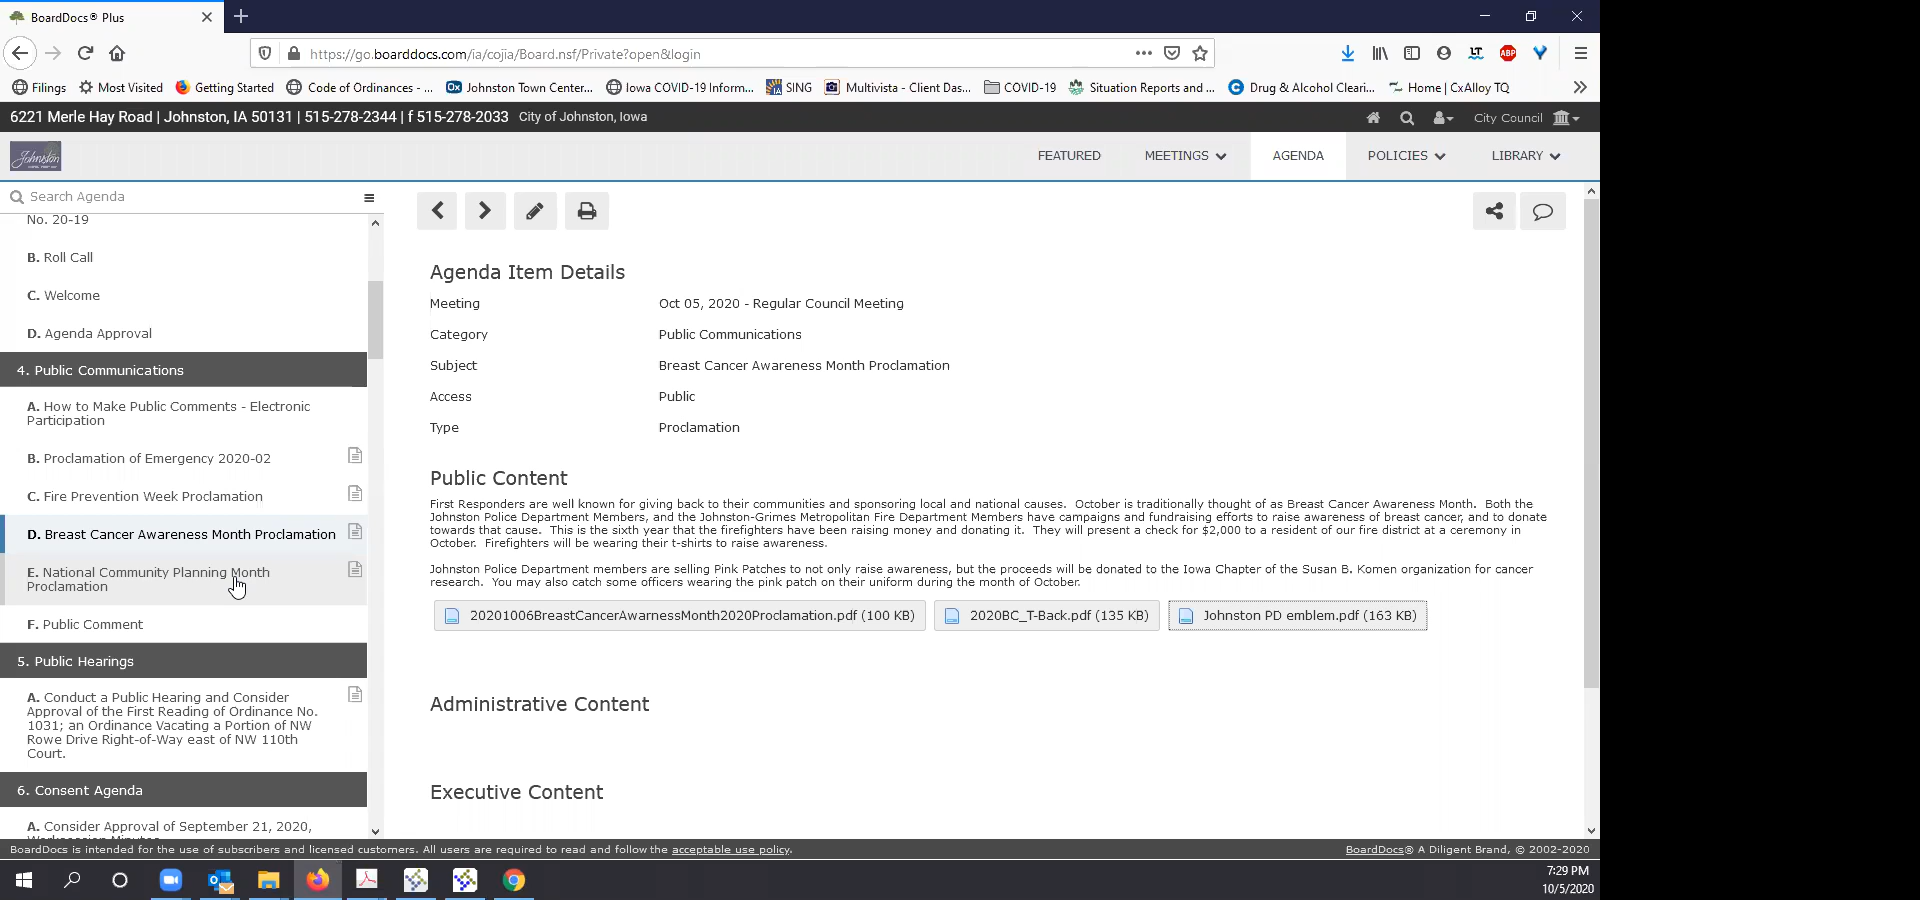 BoardDocs® Plus
https://go.boarddocs.com/ia/cojia/Board.nsf/Private?open&login
Filings Most Visited Getting Started Code of Ordinances - ... Johnston Town Center... Iowa COVID-19 Inform... SING Multivista - Client Das... COVID-19 Situation Reports and ... Drug & Alcohol Cleari... Home | CxAlloy TQ
6221 Merle Hay Road | Johnston, IA 50131 | 515-278-2344 | f 515-278-2033 City of Johnston, Iowa
City Council
Johnston
FEATURED MEETINGS AGENDA POLICIES LIBRARY
Search Agenda
No. 20-19
B. Roll Call
C. Welcome
D. Agenda Approval
4. Public Communications
A. How to Make Public Comments - Electronic
Participation
B. Proclamation of Emergency 2020-02
C. Fire Prevention Week Proclamation
D. Breast Cancer Awareness Month Proclamation
E. National Community Planning Month
Proclamation
F. Public Comment
5. Public Hearings
A. Conduct a Public Hearing and Consider
Approval of the First Reading of Ordinance No.
1031; an Ordinance Vacating a Portion of NW
Rowe Drive Right-of-Way east of NW 110th
Court.
6. Consent Agenda
A. Consider Approval of September 21, 2020,
Agenda Item Details
Meeting Oct 05, 2020 - Regular Council Meeting
Category Public Communications
Subject Breast Cancer Awareness Month Proclamation
Access Public
Type Proclamation
Public Content
First Responders are well known for giving back to their communities and sponsoring local and national causes. October is traditionally thought of as Breast Cancer Awareness Month. Both the
Johnston Police Department Members, and the Johnston-Grimes Metropolitan Fire Department Members have campaigns and fundraising efforts to raise awareness of breast cancer, and to donate
towards that cause. This is the sixth year that the firefighters have been raising money and donating it. They will present a check for $2,000 to a resident of our fire district at a ceremony in
October. Firefighters will be wearing their t-shirts to raise awareness.
Johnston Police Department members are selling Pink Patches to not only raise awareness, but the proceeds will be donated to the Iowa Chapter of the Susan B. Komen organization for cancer
research. You may also catch some officers wearing the pink patch on their uniform during the month of October.
20201006BreastCancerAwarnessMonth2020Proclamation.pdf (100 KB) 2020BC_T-Back.pdf (135 KB) Johnston PD emblem.pdf (163 KB)
Administrative Content
Executive Content
BoardDocs is intended for the use of subscribers and licensed customers. All users are required to read and follow the acceptable use policy.
BoardDocs® A Diligent Brand, © 2002-2020
7:29 PM
10/5/2020